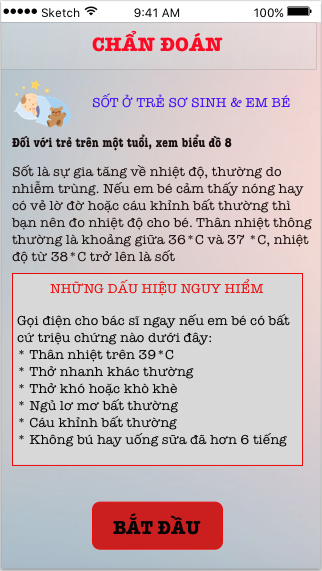 Sketch 9:41 AM 100%
CHẨN ĐOÁN
SỐT Ở TRẺ SƠ SINH & EM BÉ
Đối với trẻ trên một tuổi, xem biểu đồ 8
Sốt là sự gia tăng về nhiệt độ, thường do
nhiễm trùng. Nếu em bé cảm thấy nóng hay
có vẻ lờ đờ hoặc cáu khỉnh bất thường thì
bạn nên đo nhiệt độ cho bé. Thân nhiệt thông
thường là khoảng giữa 36*C và 37 *C, nhiệt
độ từ 38*C trở lên là sốt
NHỮNG DẤU HIỆU NGUY HIỂM
Gọi điện cho bác sĩ ngay nếu em bé có bất
cứ triệu chứng nào dưới đây:
* Thân nhiệt trên 39*C
* Thở nhanh khác thường
* Thở khó hoặc khò khè
* Ngủ lơ mơ bất thường
* Cáu khỉnh bất thường
* Không bú hay uống sữa đã hơn 6 tiếng
BẮT ĐẦU